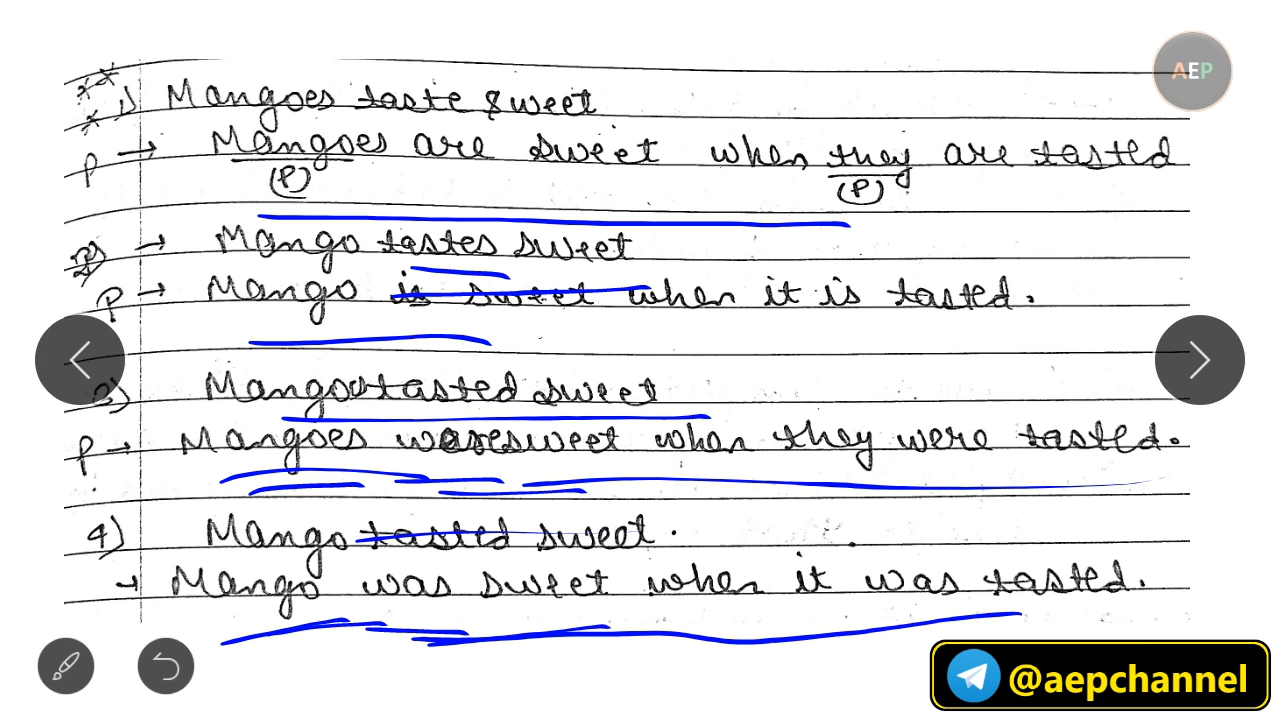 AEP
1) Mangoes taste sweet
P → Mangoes are sweet when they are tasted
(P) (P)
2) → Mango tastes sweet
P → Mango is sweet when it is tasted.
3) Mangoes tasted sweet
P → Mangoes were sweet when they were tasted.
4) Mango tasted sweet.
→ Mango was sweet when it was tasted.
@aepchannel